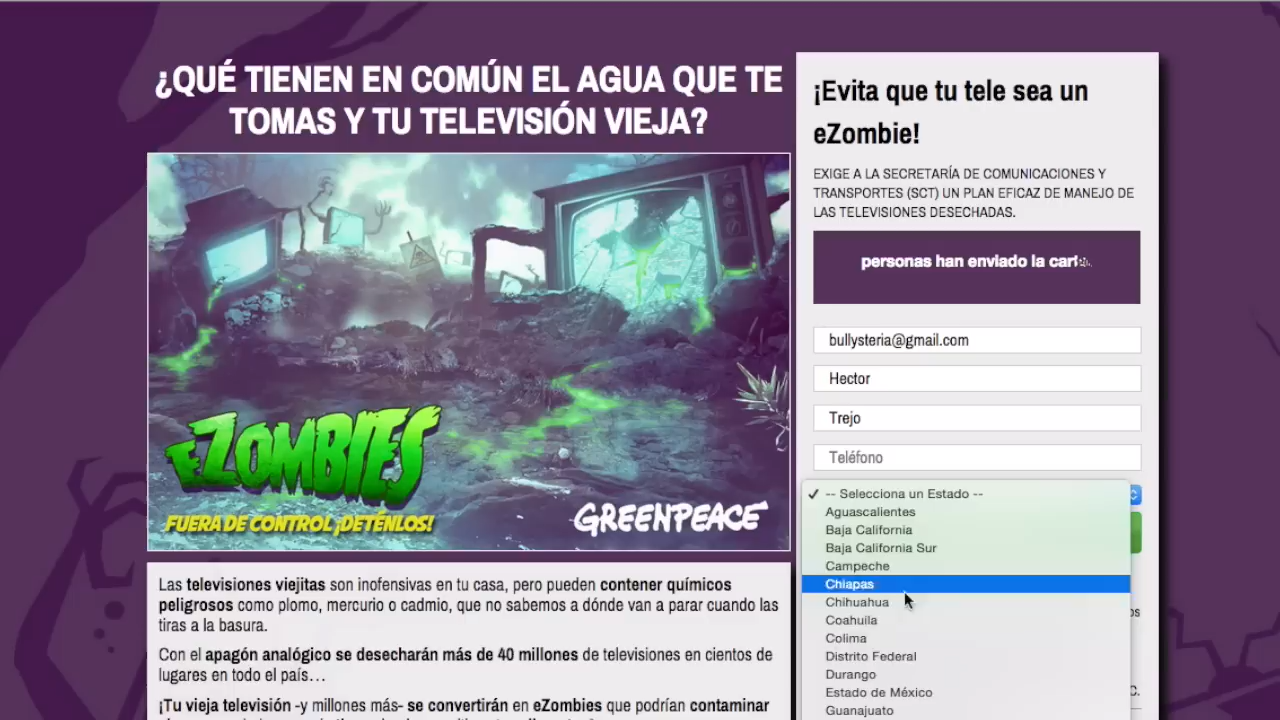 ¿QUÉ TIENEN EN COMÚN EL AGUA QUE TE
TOMAS Y TU TELEVISIÓN VIEJA?
EZOMBIES
FUERA DE CONTROL ¡DETÉNLOS!
GREENPEACE
Las televisiones viejitas son inofensivas en tu casa, pero pueden contener químicos
peligrosos como plomo, mercurio o cadmio, que no sabemos a dónde van a parar cuando las
tiras a la basura.
Con el apagón analógico se desecharán más de 40 millones de televisiones en cientos de
lugares en todo el país…
¡Tu vieja televisión -y millones más- se convertirán en eZombies que podrían contaminar
¡Evita que tu tele sea un
eZombie!
EXIGE A LA SECRETARÍA DE COMUNICACIONES Y
TRANSPORTES (SCT) UN PLAN EFICAZ DE MANEJO DE
LAS TELEVISIONES DESECHADAS.
personas han enviado la
bullysteria@gmail.com
Hector
Trejo
Teléfono
-- Selecciona un Estado --
Aguascalientes
Baja California
Baja California Sur
Campeche
Chiapas
Chihuahua
Coahuila
Colima
Distrito Federal
Durango
Estado de México
Guanajuato